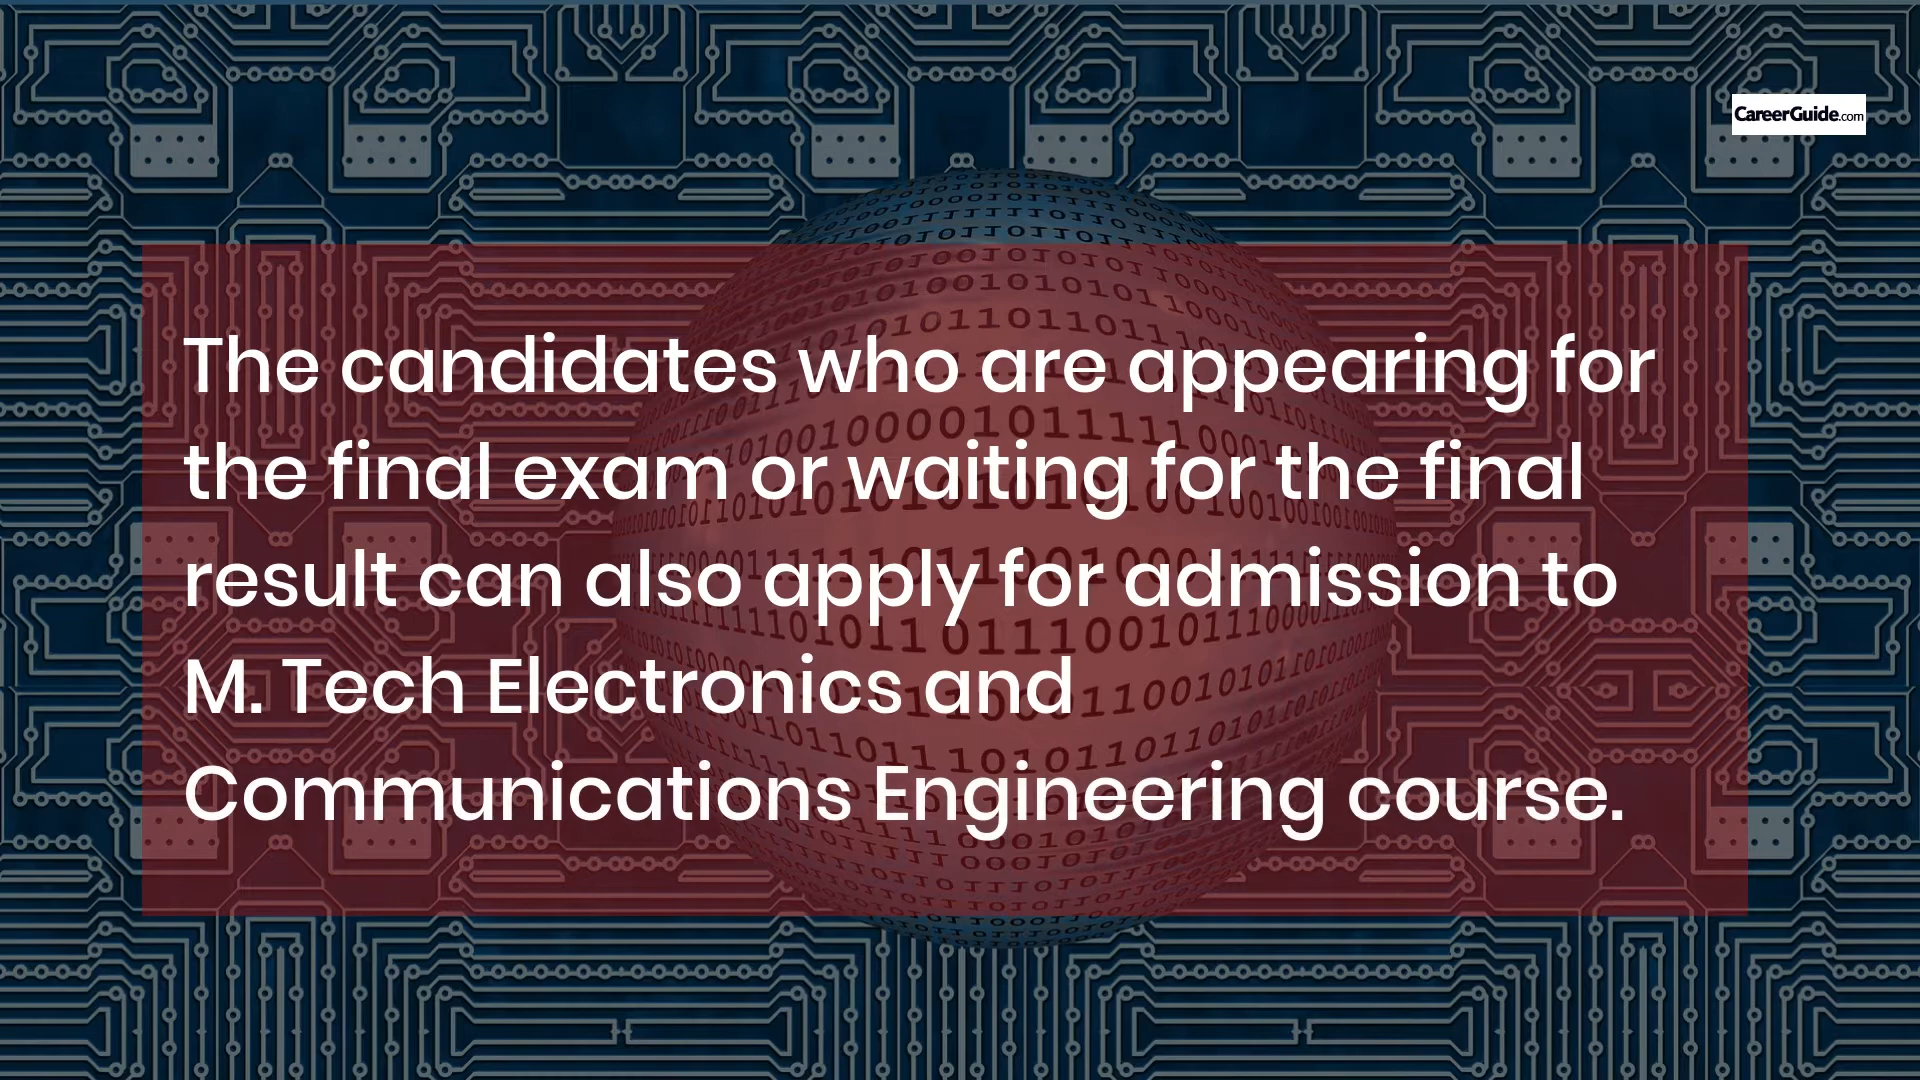 CareerGuide.com
The candidates who are appearing for
the final exam or waiting for the final
result can also apply for admission to
M. Tech Electronics and
Communications Engineering course.